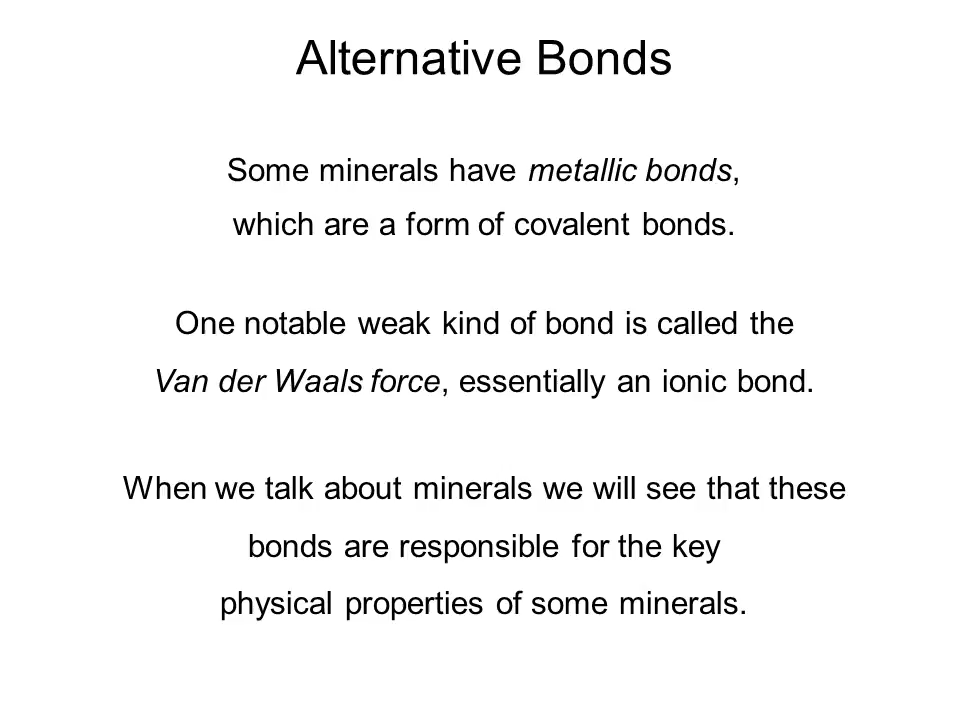 Alternative Bonds
Some minerals have metallic bonds,
which are a form of covalent bonds.
One notable weak kind of bond is called the
Van der Waals force, essentially an ionic bond.
When we talk about minerals we will see that these
bonds are responsible for the key
physical properties of some minerals.